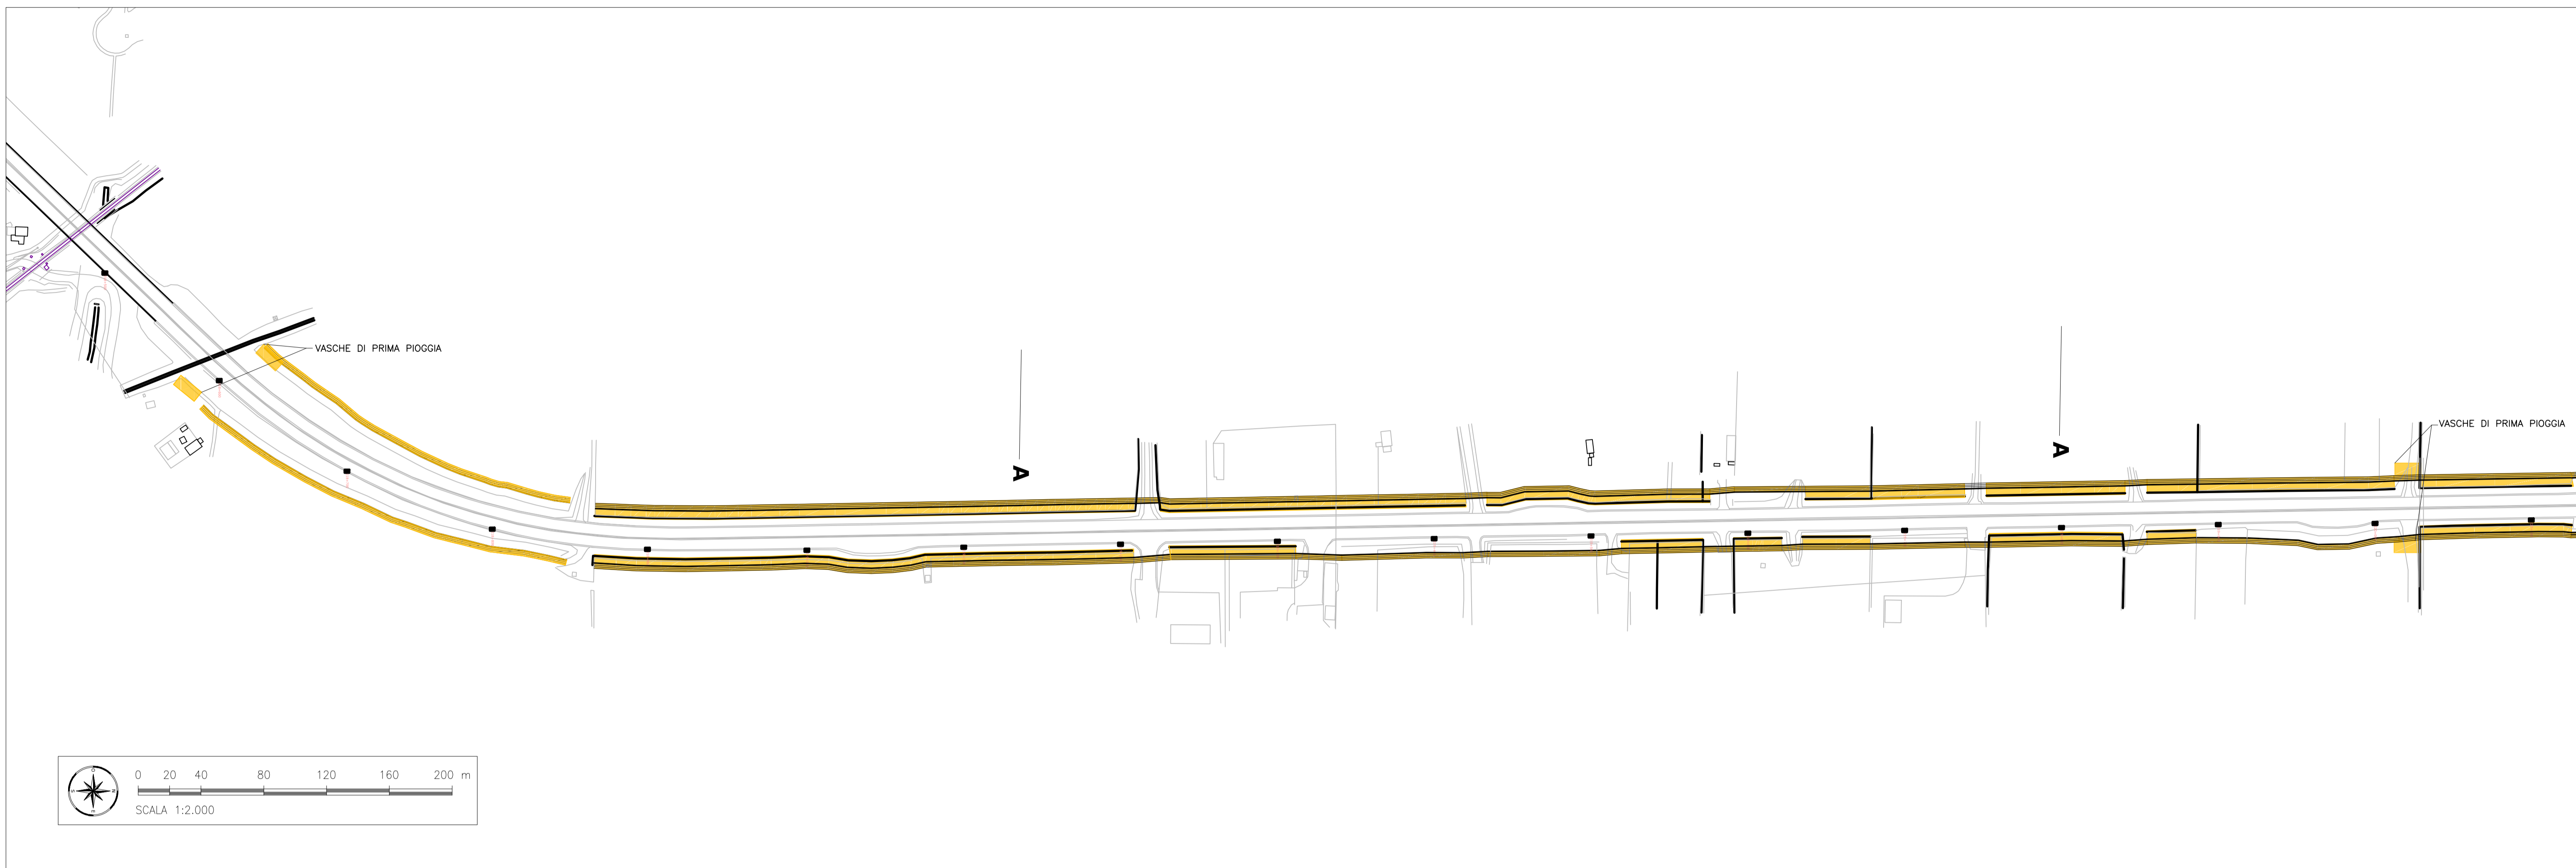 VASCHE DI PRIMA PIOGGIA
VASCHE DI PRIMA PIOGGIA
A
A
0 20 40 80 120 160 200 m
SCALA 1:2.000
O
S
N
E